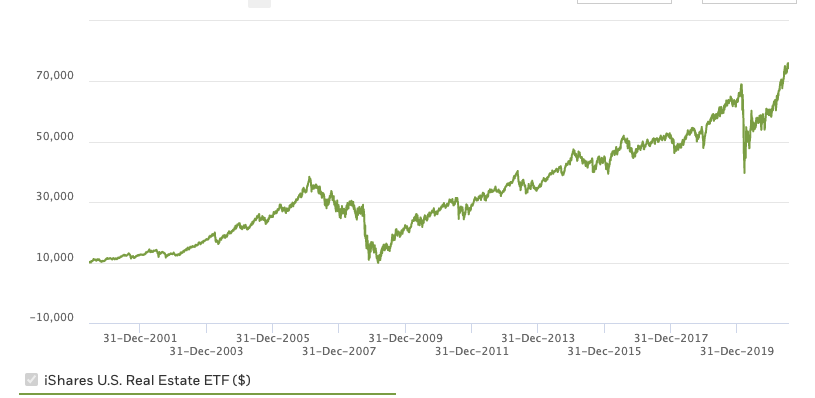 70,000
50,000
30,000
10,000
-10,000
31-Dec-2001 31-Dec-2005 31-Dec-2009 31-Dec-2013 31-Dec-2017
31-Dec-2003 31-Dec-2007 31-Dec-2011 31-Dec-2015 31-Dec-2019
iShares U.S. Real Estate ETF ($)